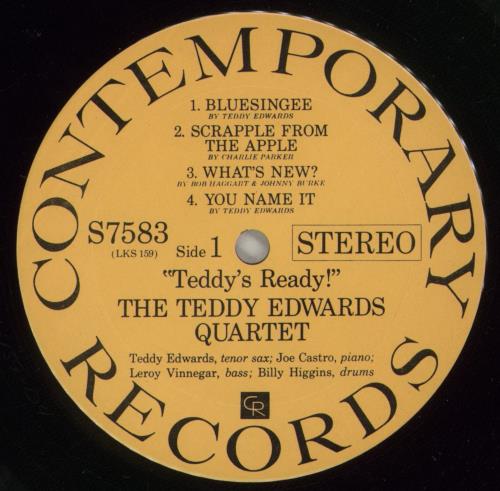 CONTEMPORARY
RECORDS
1. BLUESINGEE
BY TEDDY EDWARDS
2. SCRAPPLE FROM
THE APPLE
BY CHARLIE PARKER
3. WHAT'S NEW?
BY BOB HAGGART & JOHNNY BURKE
4. YOU NAME IT
BY TEDDY EDWARDS
S7583
(LKS 159)
Side 1
STEREO
"Teddy's Ready!"
THE TEDDY EDWARDS
QUARTET
Teddy Edwards, tenor sax; Joe Castro, piano;
Leroy Vinnegar, bass; Billy Higgins, drums
CR